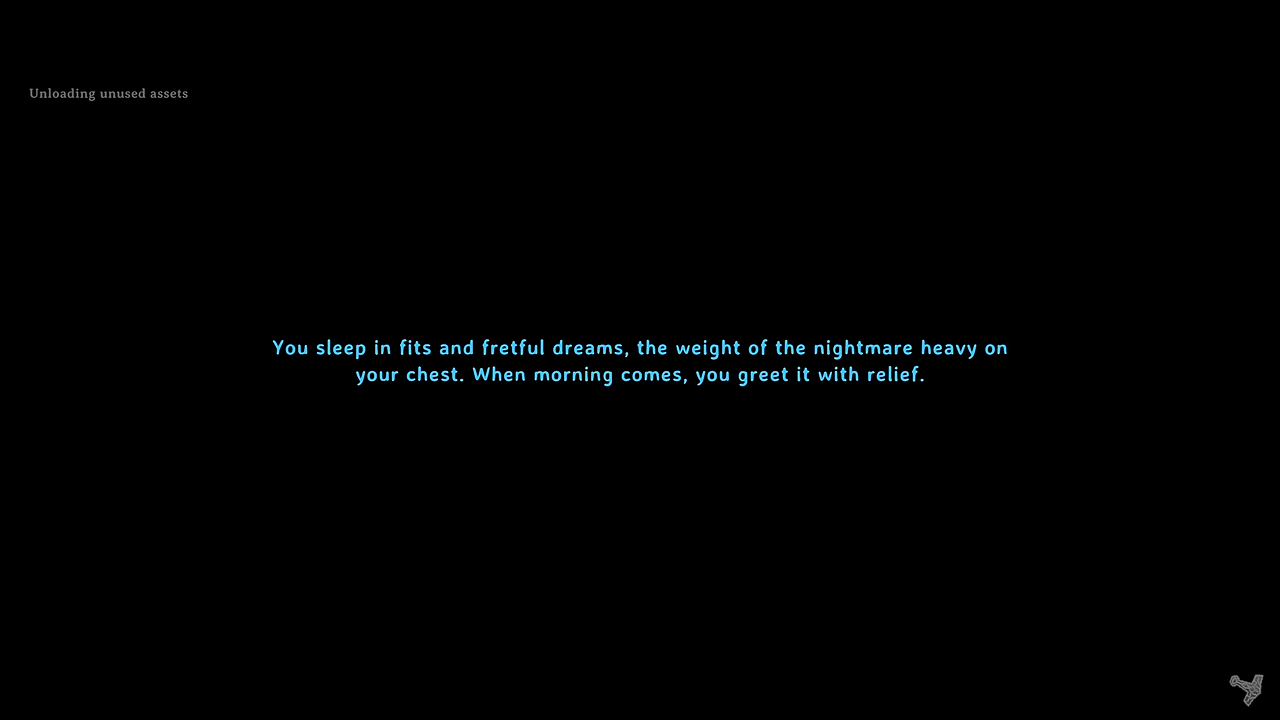 Unloading unused assets
You sleep in fits and fretful dreams, the weight of the nightmare heavy on
your chest. When morning comes, you greet it with relief.